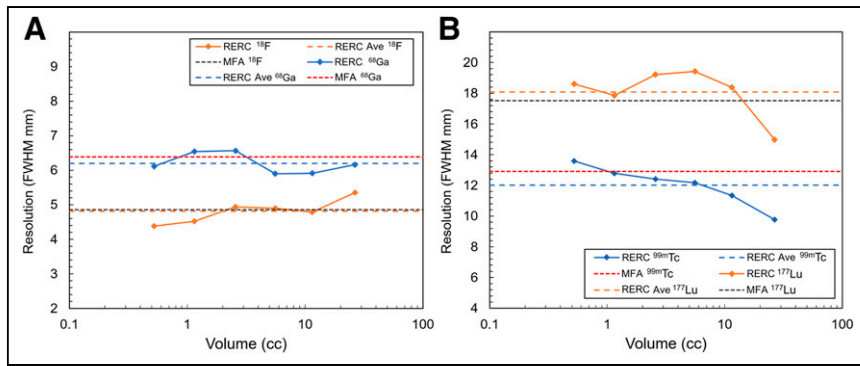 A
RERC ¹⁸F
RERC Ave ¹⁸F
MFA ¹⁸F
RERC ⁶⁸Ga
RERC Ave ⁶⁸Ga
MFA ⁶⁸Ga
Resolution (FWHM mm)
9
8
7
6
5
4
3
2
0.1
1
10
100
Volume (cc)
B
Resolution (FWHM mm)
20
18
16
14
12
10
8
6
4
RERC ⁹⁹ᵐTc
RERC Ave ⁹⁹ᵐTc
MFA ⁹⁹ᵐTc
RERC ¹⁷⁷Lu
RERC Ave ¹⁷⁷Lu
MFA ¹⁷⁷Lu
0.1
1
10
100
Volume (cc)